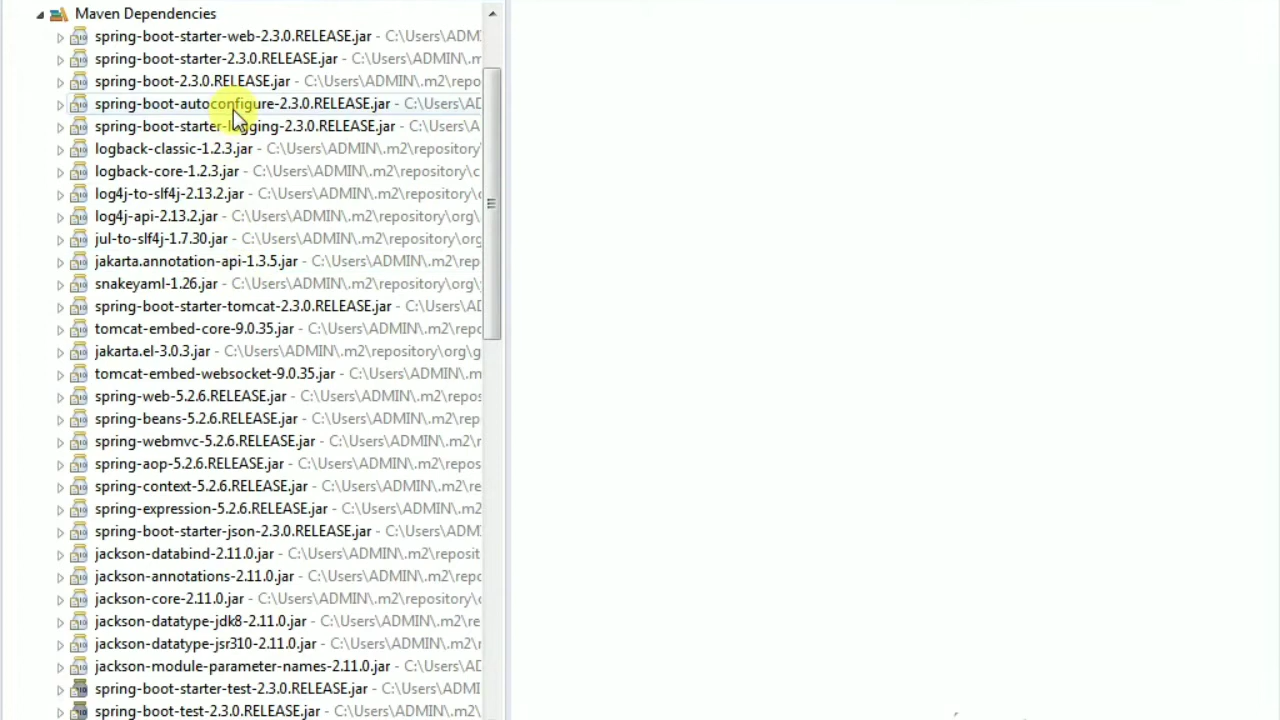 Maven Dependencies
spring-boot-starter-web-2.3.0.RELEASE.jar - C:\Users\ADM
spring-boot-starter-2.3.0.RELEASE.jar - C:\Users\ADMIN\.m
spring-boot-2.3.0.RELEASE.jar - C:\Users\ADMIN\.m2\repo
spring-boot-autoconfigure-2.3.0.RELEASE.jar - C:\Users\AD
spring-boot-starter-logging-2.3.0.RELEASE.jar - C:\Users\A
logback-classic-1.2.3.jar - C:\Users\ADMIN\.m2\repository\
logback-core-1.2.3.jar - C:\Users\ADMIN\.m2\repository\c
log4j-to-slf4j-2.13.2.jar - C:\Users\ADMIN\.m2\repository\o
log4j-api-2.13.2.jar - C:\Users\ADMIN\.m2\repository\org\
jul-to-slf4j-1.7.30.jar - C:\Users\ADMIN\.m2\repository\org
jakarta.annotation-api-1.3.5.jar - C:\Users\ADMIN\.m2\rep
snakeyaml-1.26.jar - C:\Users\ADMIN\.m2\repository\org\
spring-boot-starter-tomcat-2.3.0.RELEASE.jar - C:\Users\AD
tomcat-embed-core-9.0.35.jar - C:\Users\ADMIN\.m2\repo
jakarta.el-3.0.3.jar - C:\Users\ADMIN\.m2\repository\org\g
tomcat-embed-websocket-9.0.35.jar - C:\Users\ADMIN\.m
spring-web-5.2.6.RELEASE.jar - C:\Users\ADMIN\.m2\repos
spring-beans-5.2.6.RELEASE.jar - C:\Users\ADMIN\.m2\rep
spring-webmvc-5.2.6.RELEASE.jar - C:\Users\ADMIN\.m2\r
spring-aop-5.2.6.RELEASE.jar - C:\Users\ADMIN\.m2\repos
spring-context-5.2.6.RELEASE.jar - C:\Users\ADMIN\.m2\re
spring-expression-5.2.6.RELEASE.jar - C:\Users\ADMIN\.m2
spring-boot-starter-json-2.3.0.RELEASE.jar - C:\Users\ADM
jackson-databind-2.11.0.jar - C:\Users\ADMIN\.m2\reposit
jackson-annotations-2.11.0.jar - C:\Users\ADMIN\.m2\repo
jackson-core-2.11.0.jar - C:\Users\ADMIN\.m2\repository\c
jackson-datatype-jdk8-2.11.0.jar - C:\Users\ADMIN\.m2\re
jackson-datatype-jsr310-2.11.0.jar - C:\Users\ADMIN\.m2\r
jackson-module-parameter-names-2.11.0.jar - C:\Users\AD
spring-boot-starter-test-2.3.0.RELEASE.jar - C:\Users\ADMI
spring-boot-test-2.3.0.RELEASE.jar - C:\Users\ADMIN\.m2\